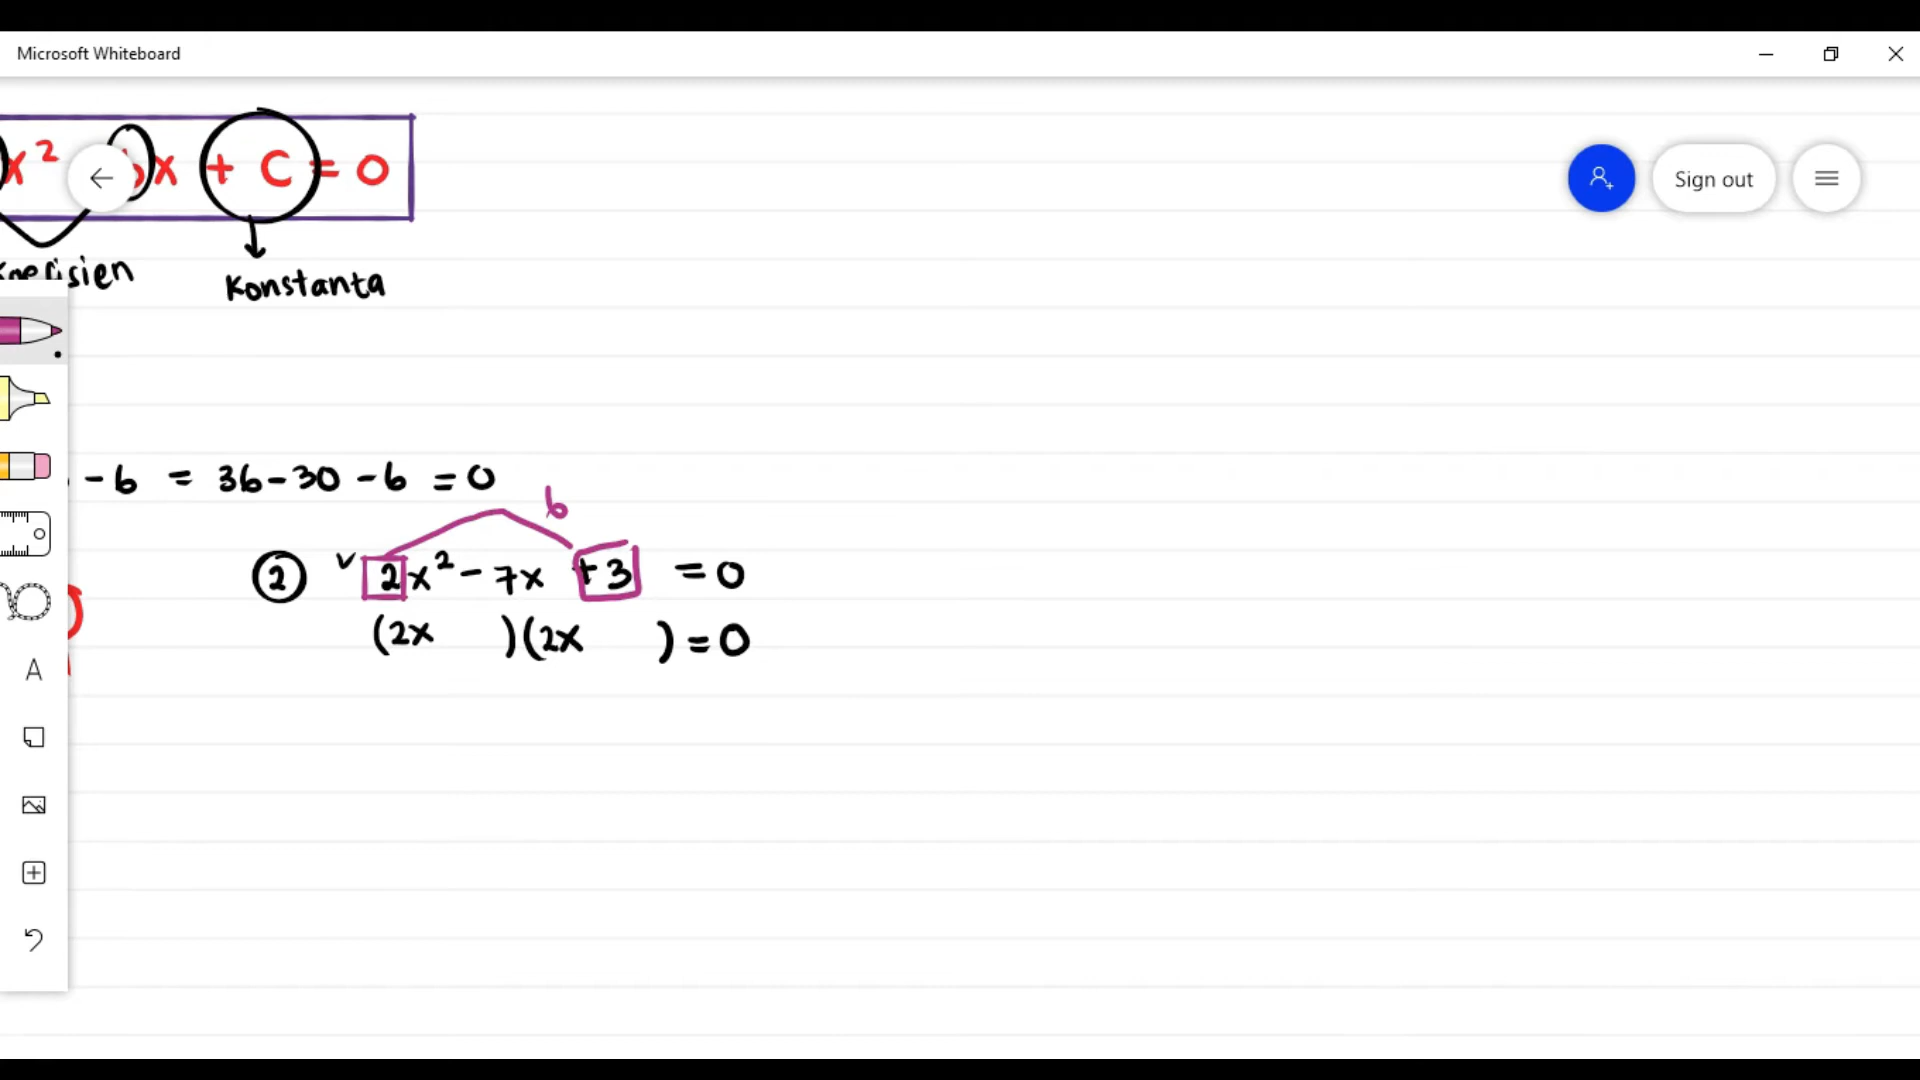 Microsoft Whiteboard
Sign out
x² x + C = 0
Konstanta
- 6 = 36 - 30 - 6 = 0
6
② v 2x² - 7x + 3 = 0
(2x )(2x ) = 0
A